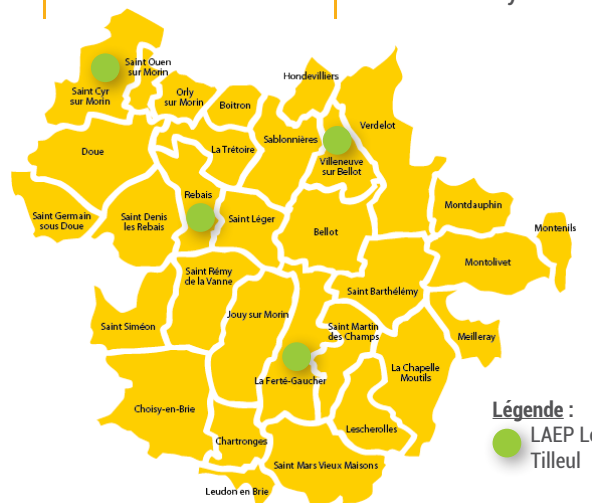 Saint Ouen
sur Morin
Saint Cyr
sur Morin
Orly
sur Morin
Boitron
Hondevilliers
Verdelot
Doue
La Trétoire
Sablonnières
Villeneuve
sur Bellot
Rebais
Saint Germain
sous Doue
Saint Denis
les Rebais
Saint Léger
Bellot
Montdauphin
Montenils
Montolivet
Saint Rémy
de la Vanne
Saint Barthélémy
Saint Siméon
Jouy sur Morin
Saint Martin
des Champs
Meilleray
La Ferté-Gaucher
La Chapelle
Moutils
Choisy-en-Brie
Lescherolles
Chartronges
Saint Mars Vieux Maisons
Leudon en Brie
Légende :
LAEP Le
Tilleul